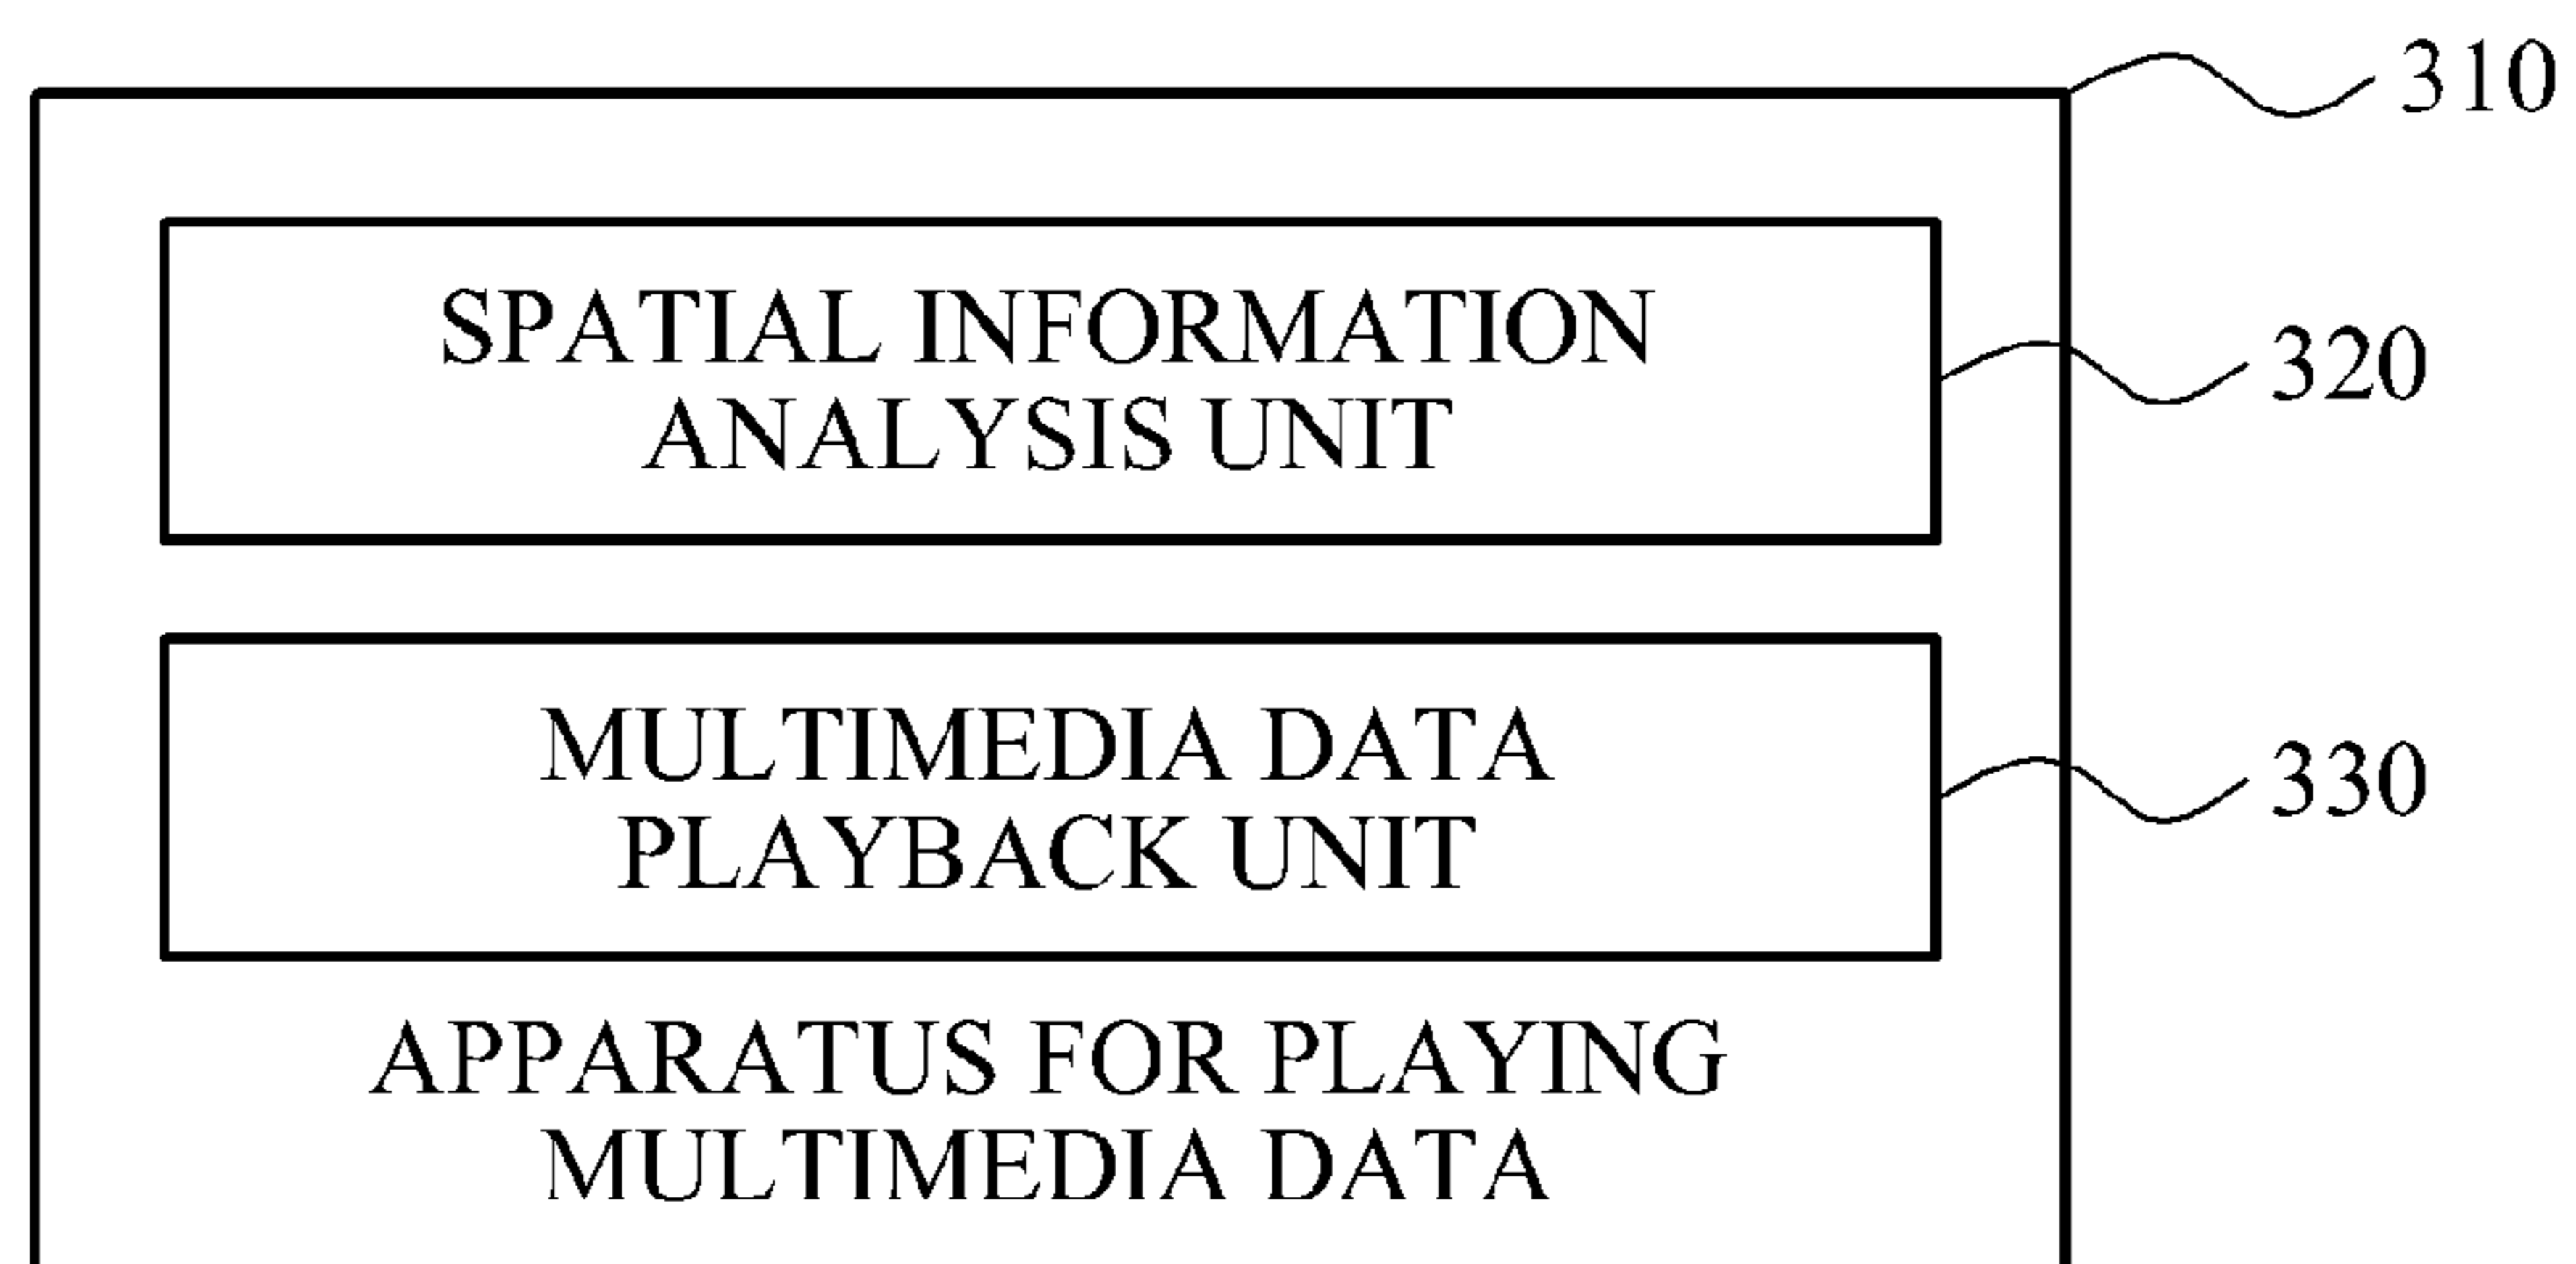 310
SPATIAL INFORMATION
ANALYSIS UNIT
320
MULTIMEDIA DATA
PLAYBACK UNIT
330
APPARATUS FOR PLAYING
MULTIMEDIA DATA